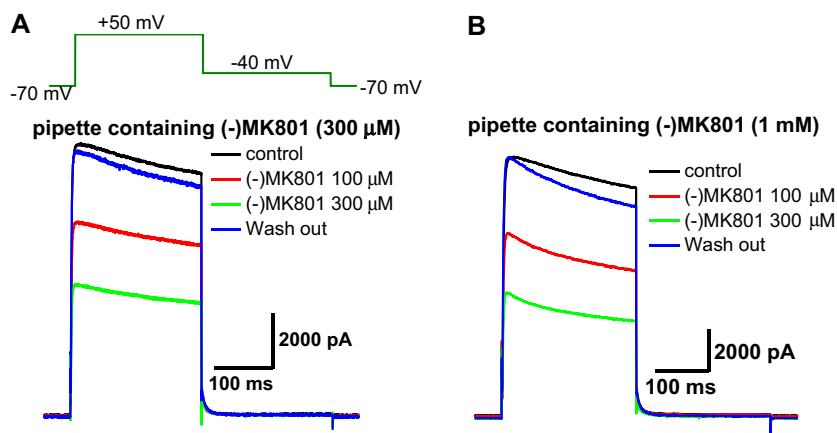 A
+50 mV
-40 mV
-70 mV
-70 mV
pipette containing (-)MK801 (300 μM)
control
(-)MK801 100 μM
(-)MK801 300 μM
Wash out
2000 pA
100 ms
B
pipette containing (-)MK801 (1 mM)
control
(-)MK801 100 μM
(-)MK801 300 μM
Wash out
2000 pA
100 ms